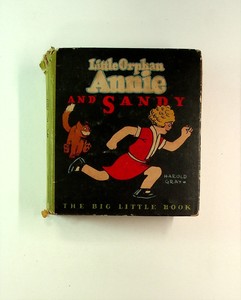 Little Orphan
Annie
AND SANDY
HAROLD
GRAY
THE BIG LITTLE BOOK